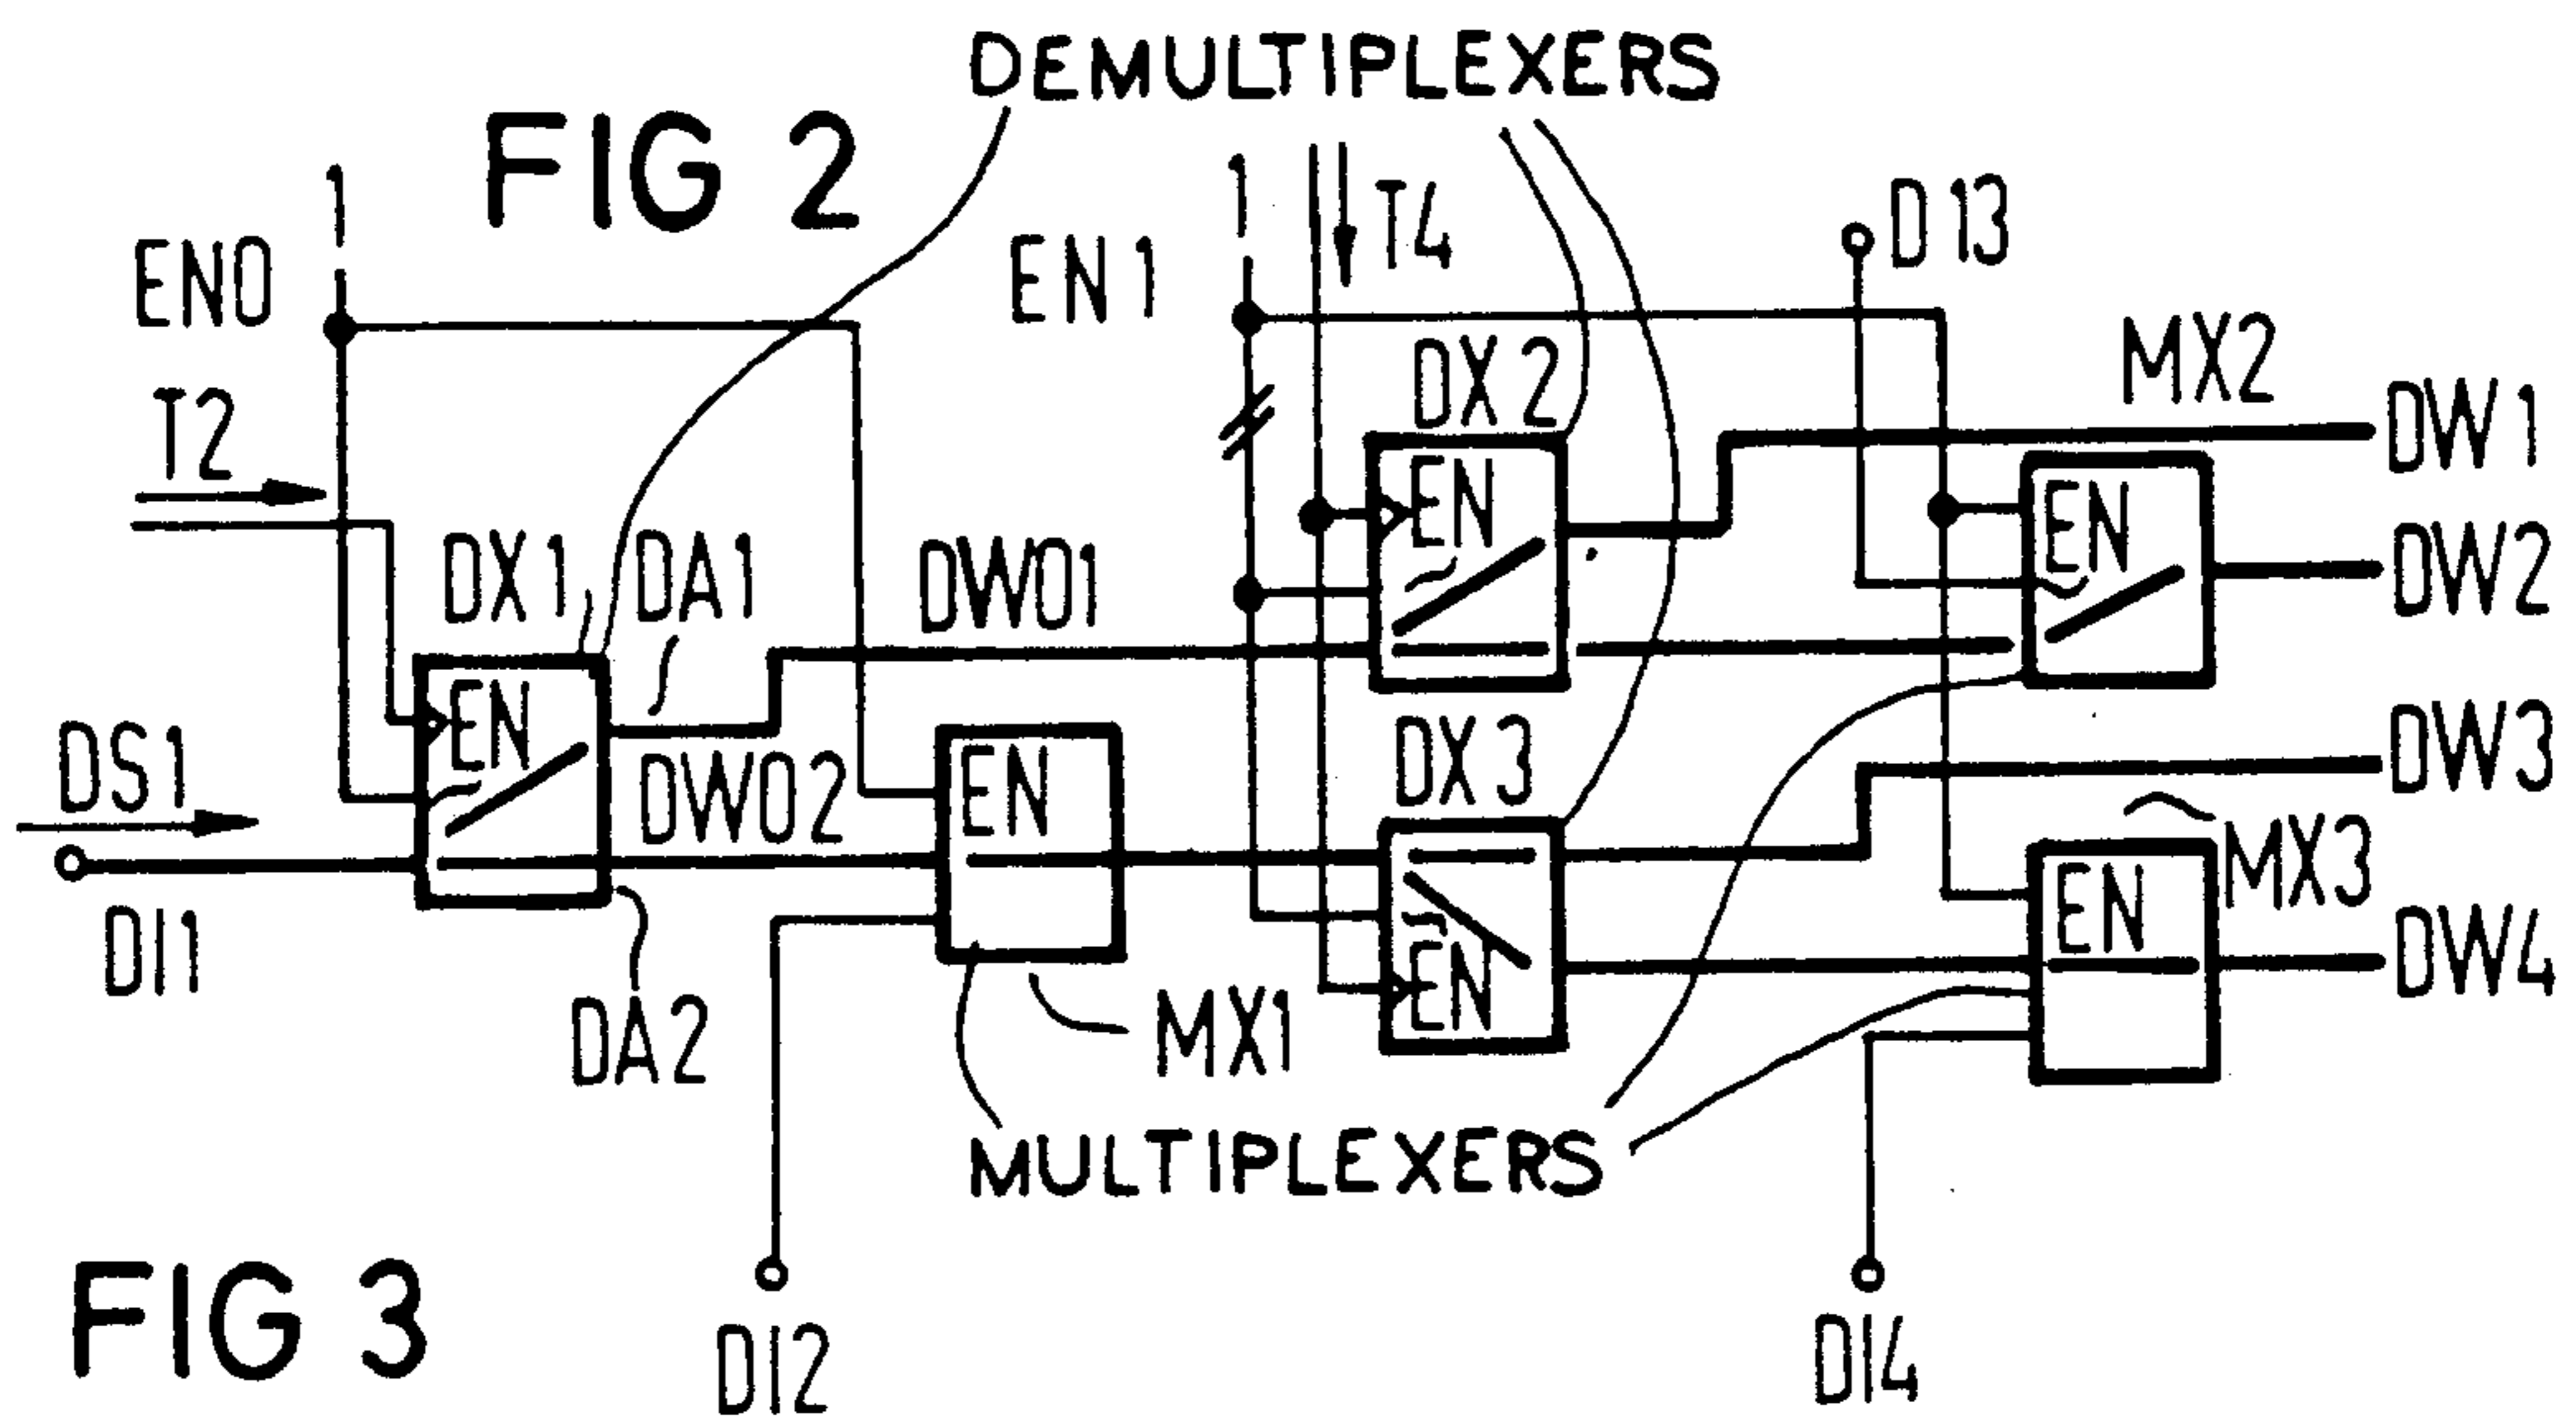 DEMULTIPLEXERS
FIG 2
1
1
T4
D13
EN0
EN1
MX2
DX2
DW1
T2
EN
EN
DW2
DX1
DA1
DW01
EN
DS1
DW02
EN
DX3
DW3
MX3
EN
DI1
EN
DW4
DA2
MX1
MULTIPLEXERS
FIG 3
DI2
DI4